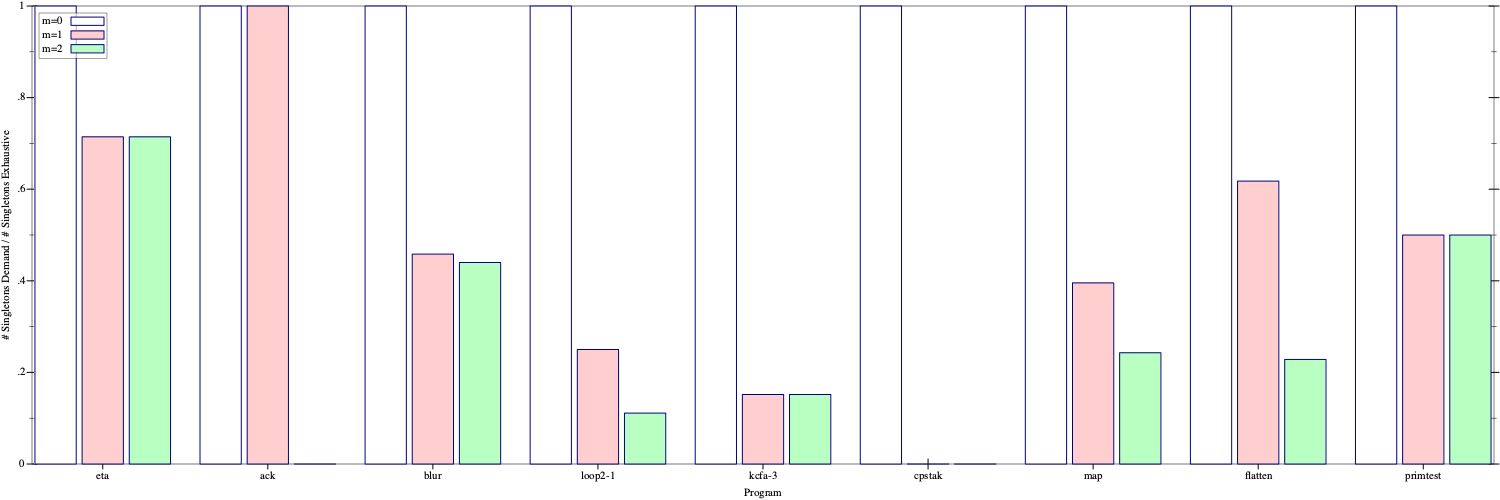 # Singletons Demand / # Singletons Exhaustive
1
.8
.6
.4
.2
0
m=0
m=1
m=2
eta ack blur loop2-1 kcfa-3 cpstak map flatten primtest
Program